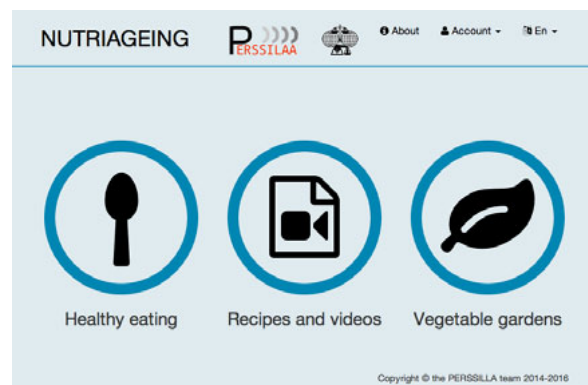 NUTRIAGEING PERSSILAA About Account En
Healthy eating Recipes and videos Vegetable gardens
Copyright © the PERSSILLA team 2014-2016